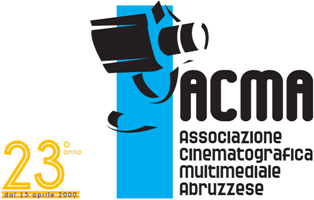 ACMA
Associazione
Cinematografica
Multimediale
Abruzzese
23°
anno
dal 13 aprile 2000